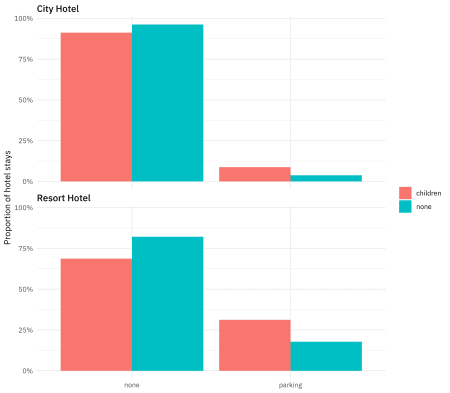 City Hotel
100%
75%
50%
25%
0%
Proportion of hotel stays
Resort Hotel
100%
75%
50%
25%
0%
none
parking
children
none